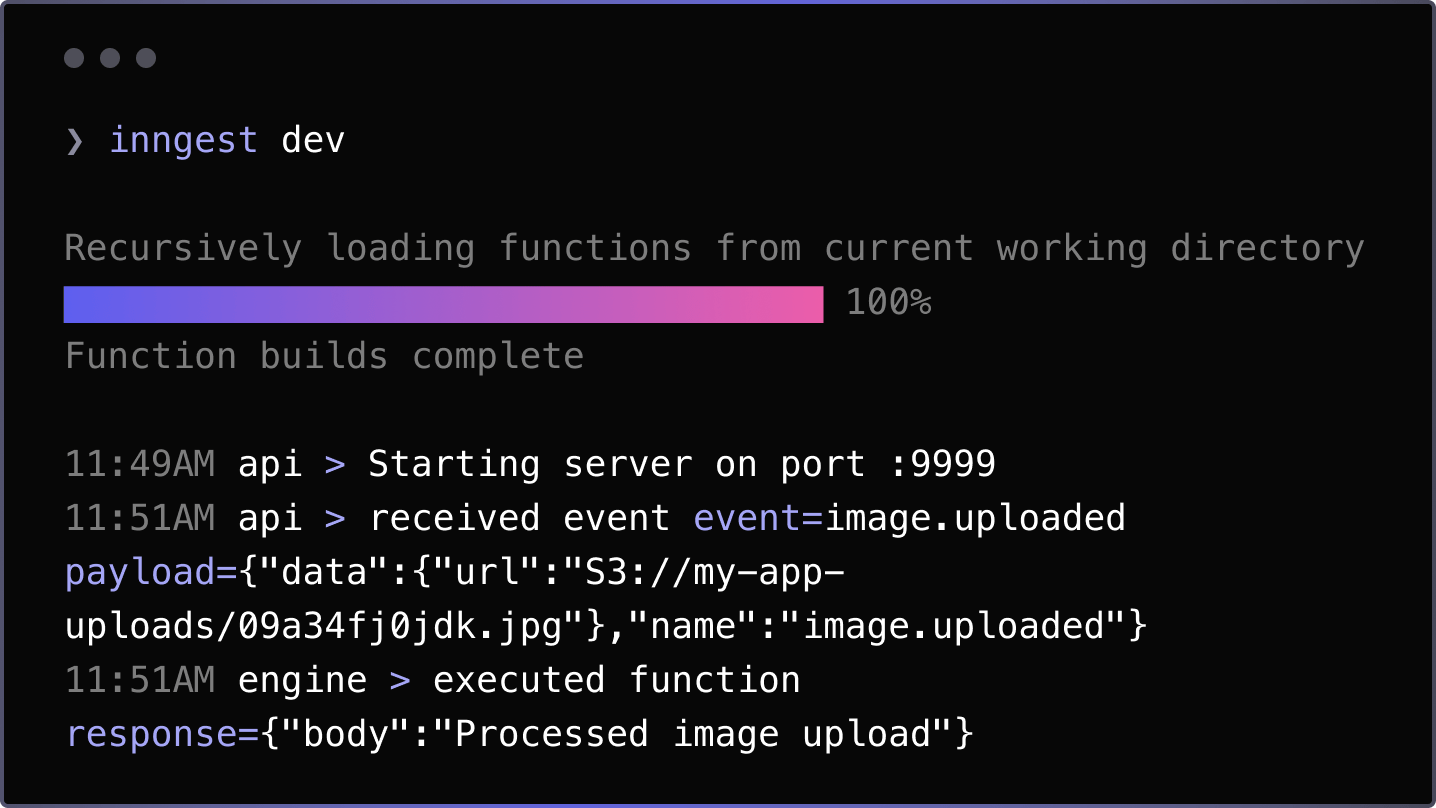 ❯ inngest dev
Recursively loading functions from current working directory
100%
Function builds complete
11:49AM api > Starting server on port :9999
11:51AM api > received event event=image.uploaded
payload={"data":{"url":"S3://my-app-
uploads/09a34fj0jdk.jpg"},"name":"image.uploaded"}
11:51AM engine > executed function
response={"body":"Processed image upload"}